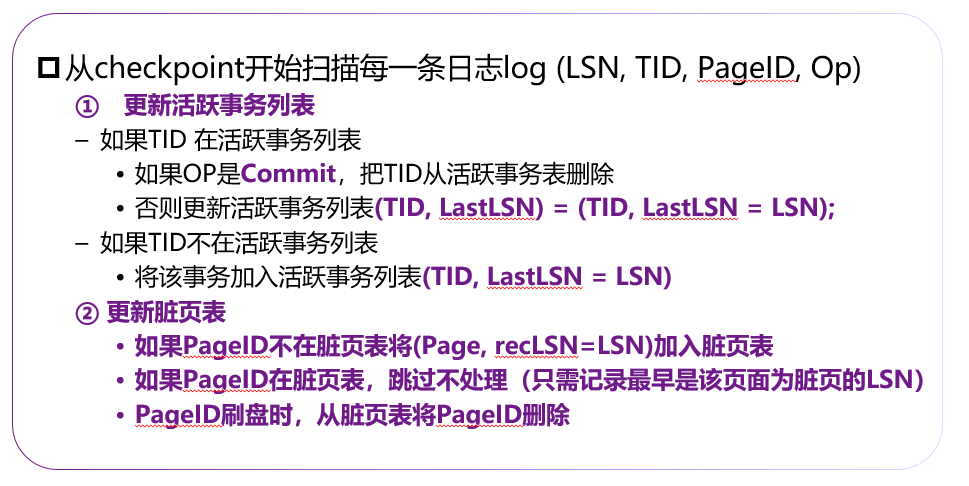 从checkpoint开始扫描每一条日志log (LSN, TID, PageID, Op)
① 更新活跃事务列表
– 如果TID 在活跃事务列表
• 如果OP是Commit，把TID从活跃事务表删除
• 否则更新活跃事务列表(TID, LastLSN) = (TID, LastLSN = LSN);
– 如果TID不在活跃事务列表
• 将该事务加入活跃事务列表(TID, LastLSN = LSN)
② 更新脏页表
• 如果PageID不在脏页表将(Page, recLSN=LSN)加入脏页表
• 如果PageID在脏页表，跳过不处理（只需记录最早是该页面为脏页的LSN）
• PageID刷盘时，从脏页表将PageID删除